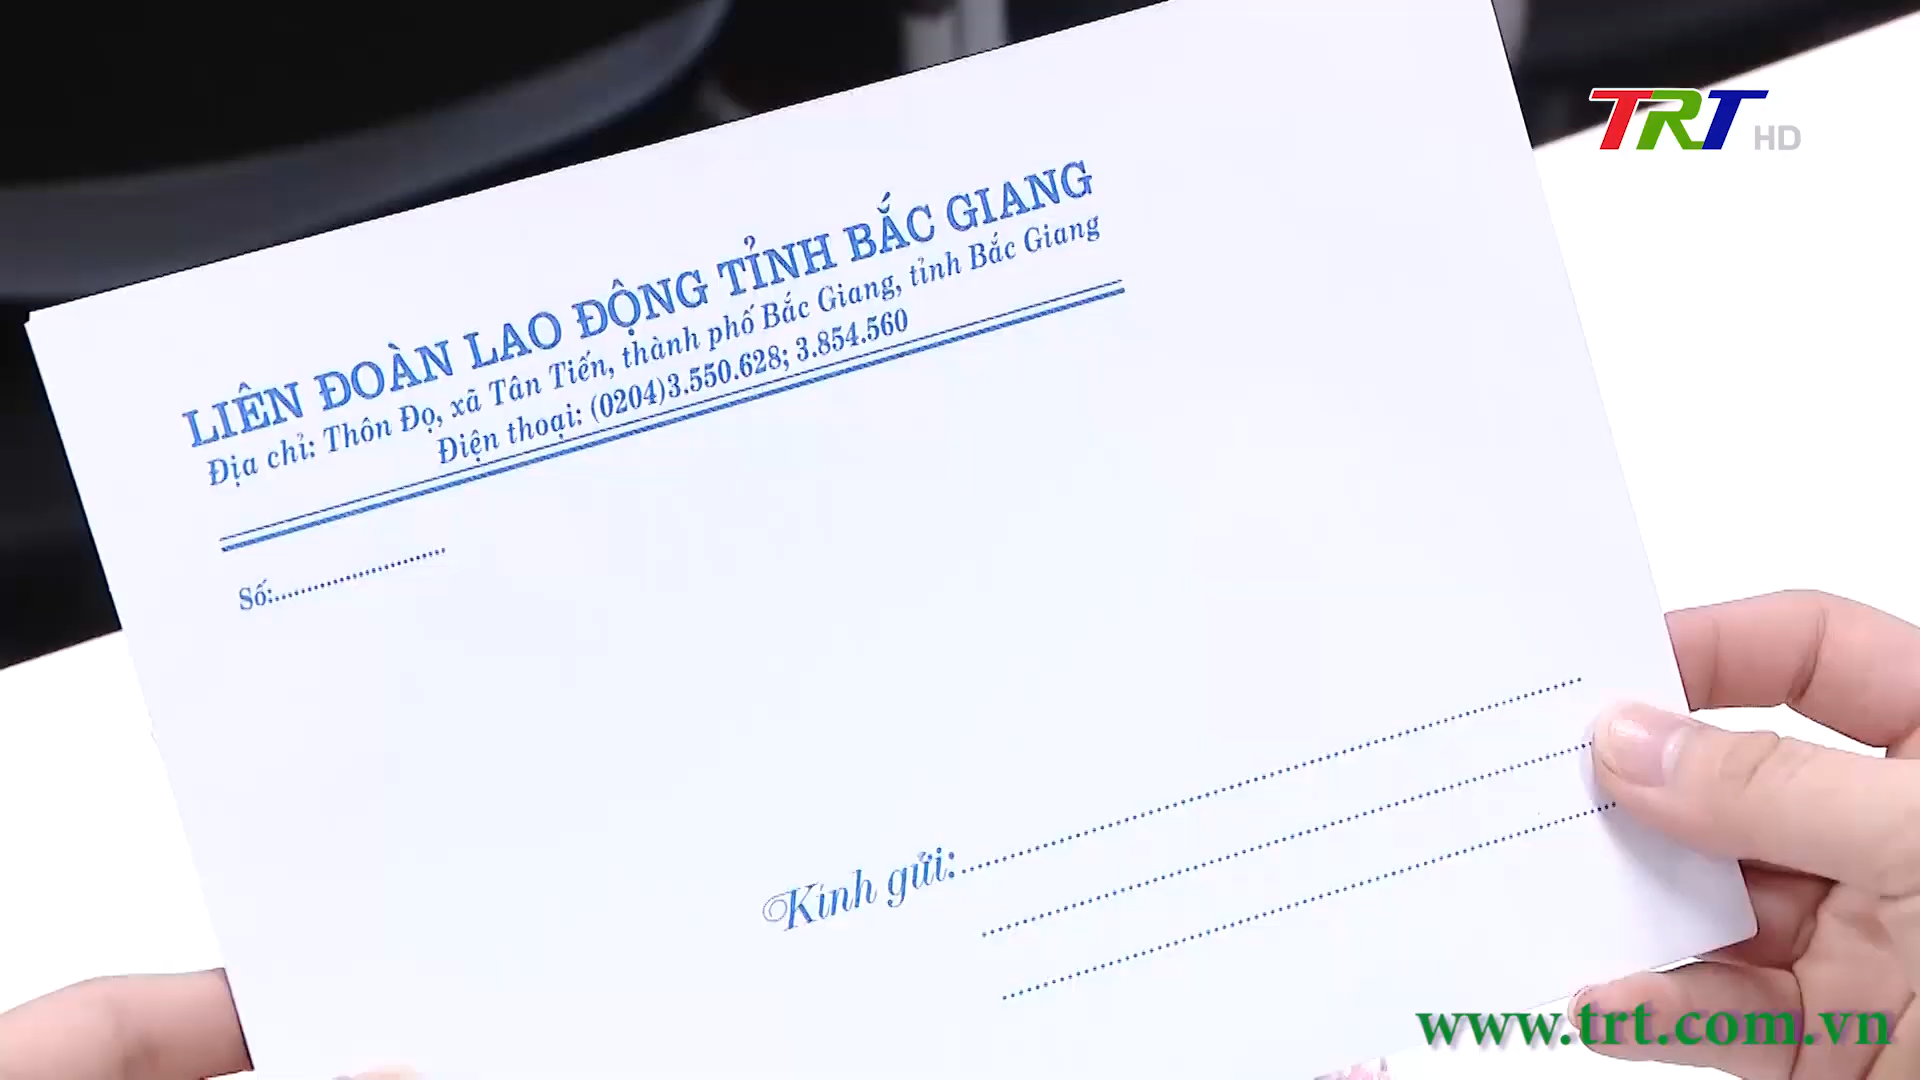 TRT HD
LIÊN ĐOÀN LAO ĐỘNG TỈNH BẮC GIANG
Địa chỉ: Thôn Đọ, xã Tân Tiến, thành phố Bắc Giang, tỉnh Bắc Giang
Điện thoại: (0204)3.550.628; 3.854.560
Số:..............................
Kính gửi:................................................................
................................................................
................................................................
www.trt.com.vn